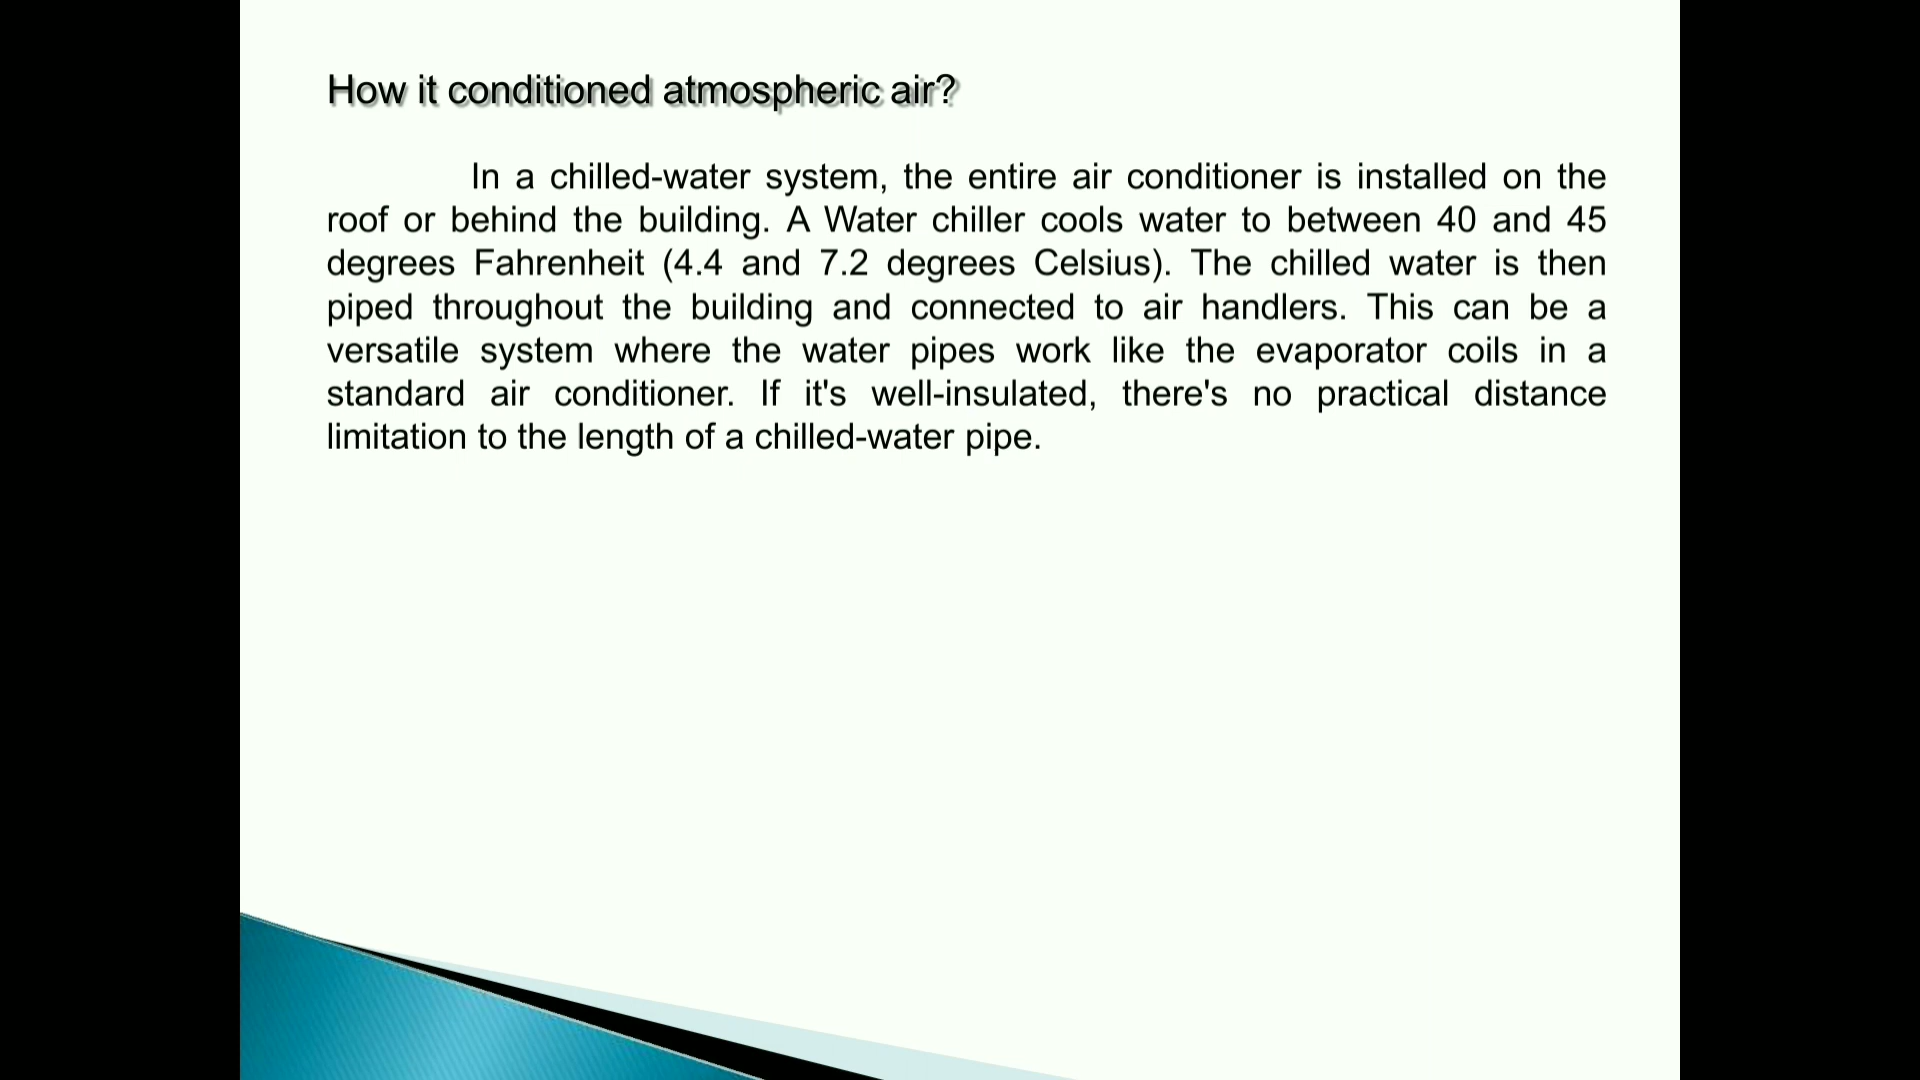 How it conditioned atmospheric air?
In a chilled-water system, the entire air conditioner is installed on the
roof or behind the building. A Water chiller cools water to between 40 and 45
degrees Fahrenheit (4.4 and 7.2 degrees Celsius). The chilled water is then
piped throughout the building and connected to air handlers. This can be a
versatile system where the water pipes work like the evaporator coils in a
standard air conditioner. If it's well-insulated, there's no practical distance
limitation to the length of a chilled-water pipe.